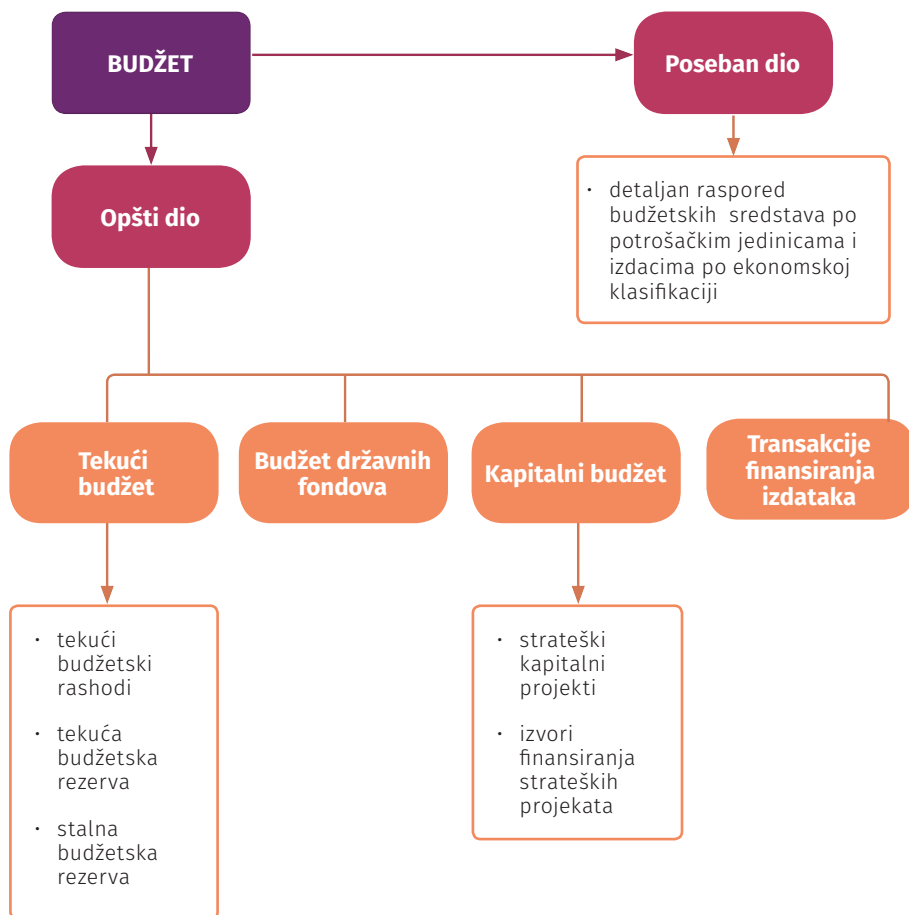 BUDŽET
Poseban dio
Opšti dio
· detaljan raspored
budžetskih sredstava po
potrošačkim jedinicama i
izdacima po ekonomskoj
klasifikaciji
Tekući
budžet
Budžet državnih
fondova
Kapitalni budžet
Transakcije
finansiranja
izdataka
· tekući
budžetski
rashodi
· tekuća
budžetska
rezerva
· stalna
budžetska
rezerva
· strateški
kapitalni
projekti
· izvori
finansiranja
strateških
projekata